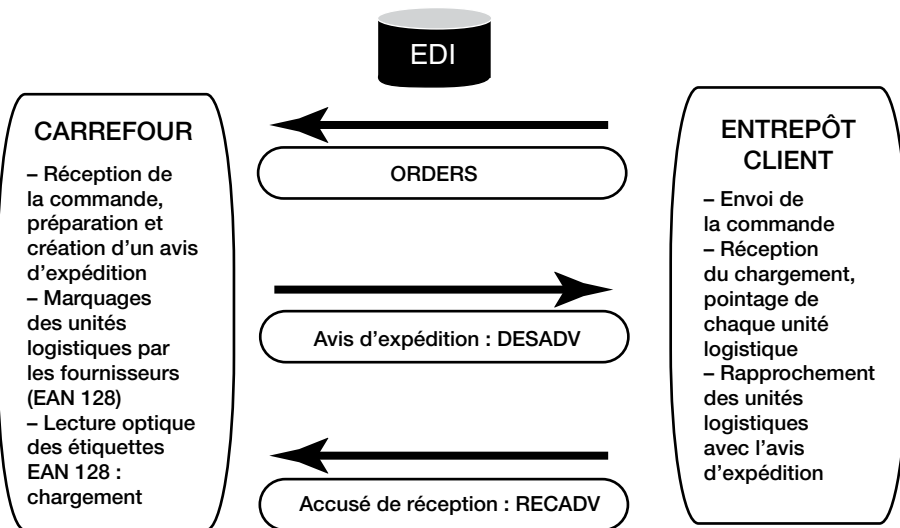 EDI
CARREFOUR
– Réception de
la commande,
préparation et
création d’un avis
d’expédition
– Marquages
des unités
logistiques par
les fournisseurs
(EAN 128)
– Lecture optique
des étiquettes
EAN 128 :
chargement
ORDERS
Avis d’expédition : DESADV
Accusé de réception : RECADV
ENTREPÔT
CLIENT
– Envoi de
la commande
– Réception
du chargement,
pointage de
chaque unité
logistique
– Rapprochement
des unités
logistiques
avec l’avis
d’expédition